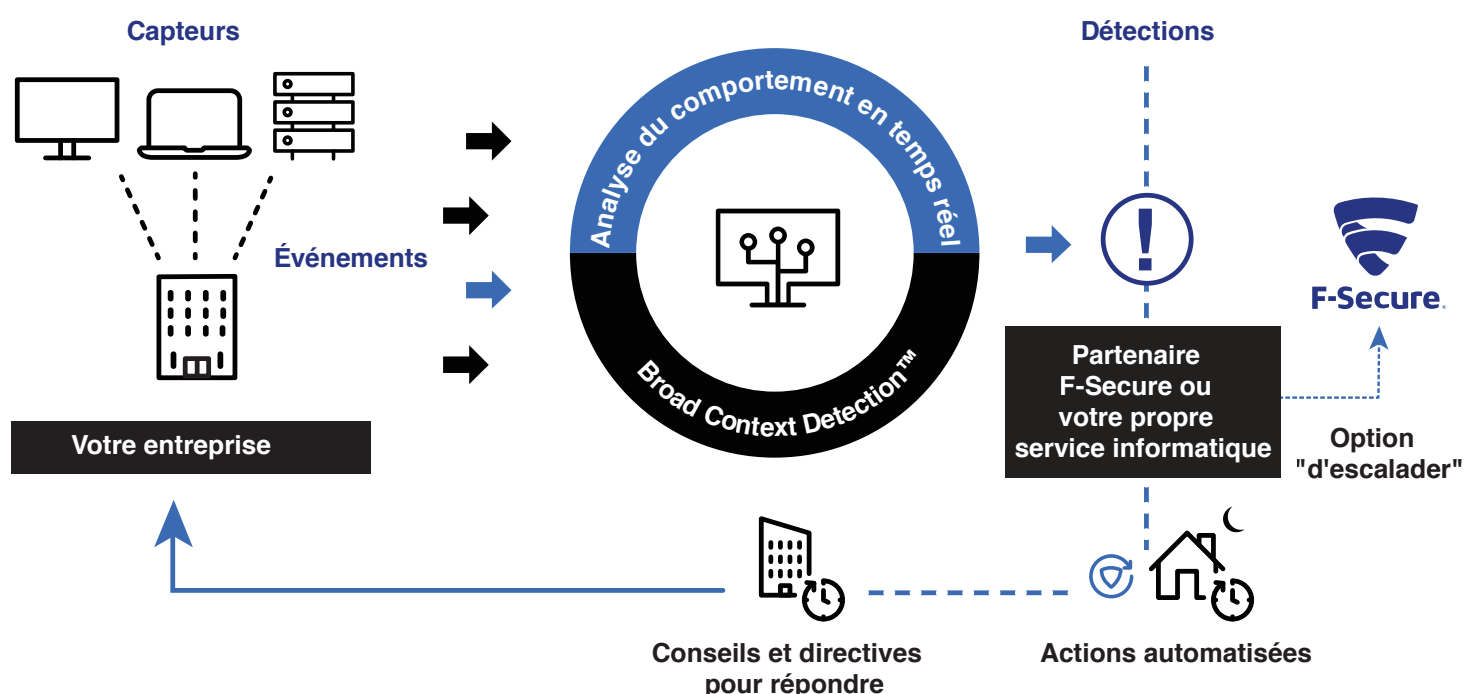 Capteurs
Détections
Analyse du comportement en temps réel
Événements
Broad Context Detection™
F-Secure.
Partenaire
F-Secure ou
votre propre
service informatique
Votre entreprise
Option
"d'escalader"
Conseils et directives
pour répondre
Actions automatisées